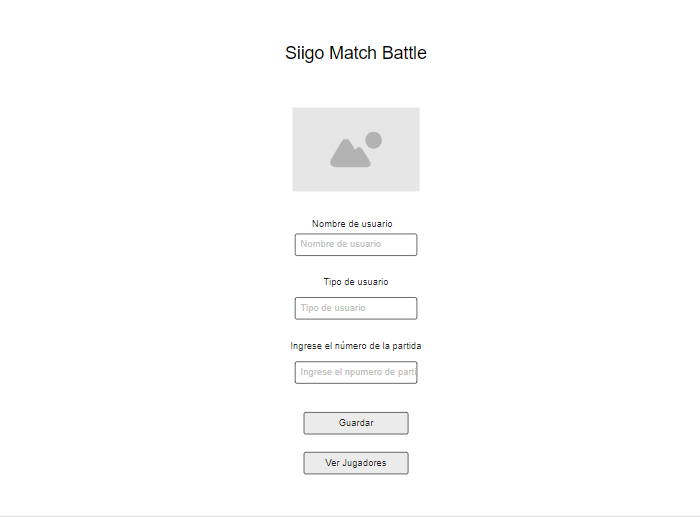 Siigo Match Battle
Nombre de usuario
Nombre de usuario
Tipo de usuario
Tipo de usuario
Ingrese el número de la partida
Ingrese el npumero de parti
Guardar
Ver Jugadores